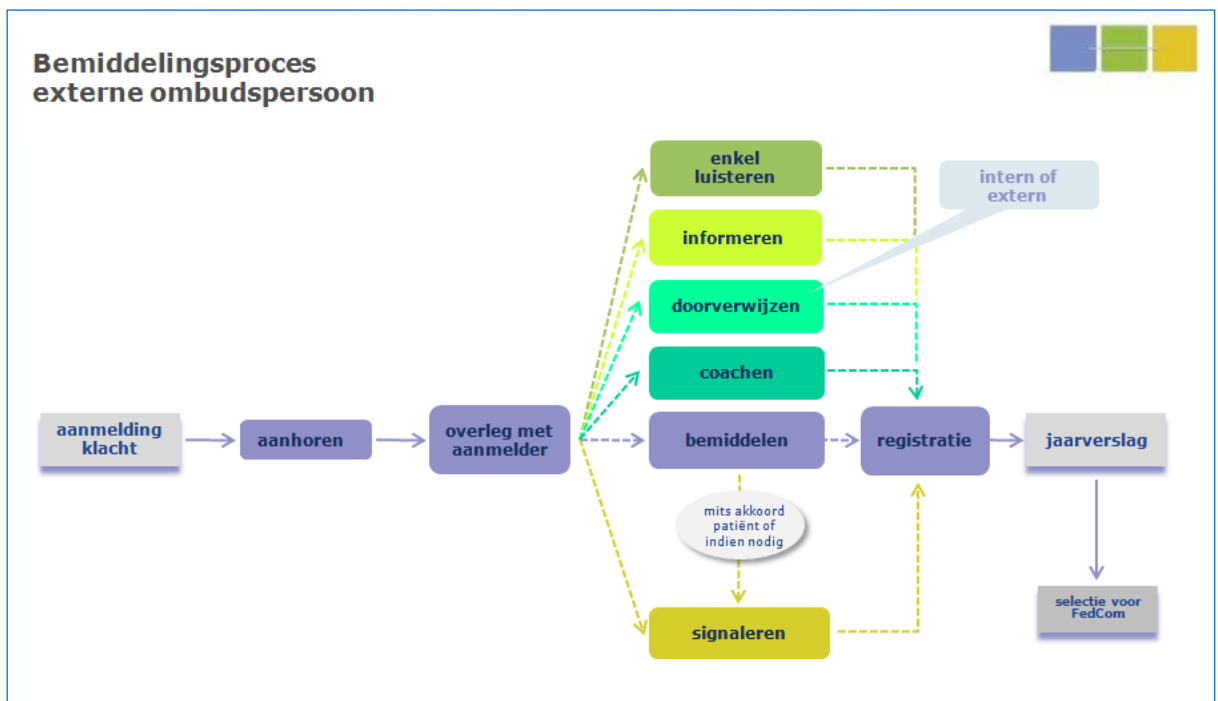 Bemiddelingsproces
externe ombudspersoon
enkel
luisteren
intern of
extern
informeren
doorverwijzen
coachen
aanmelding
klacht
aanhoren
overleg met
aanmelder
bemiddelen
registratie
jaarverslag
mits akkoord
patiënt of
indien nodig
selectie voor
FedCom
signaleren